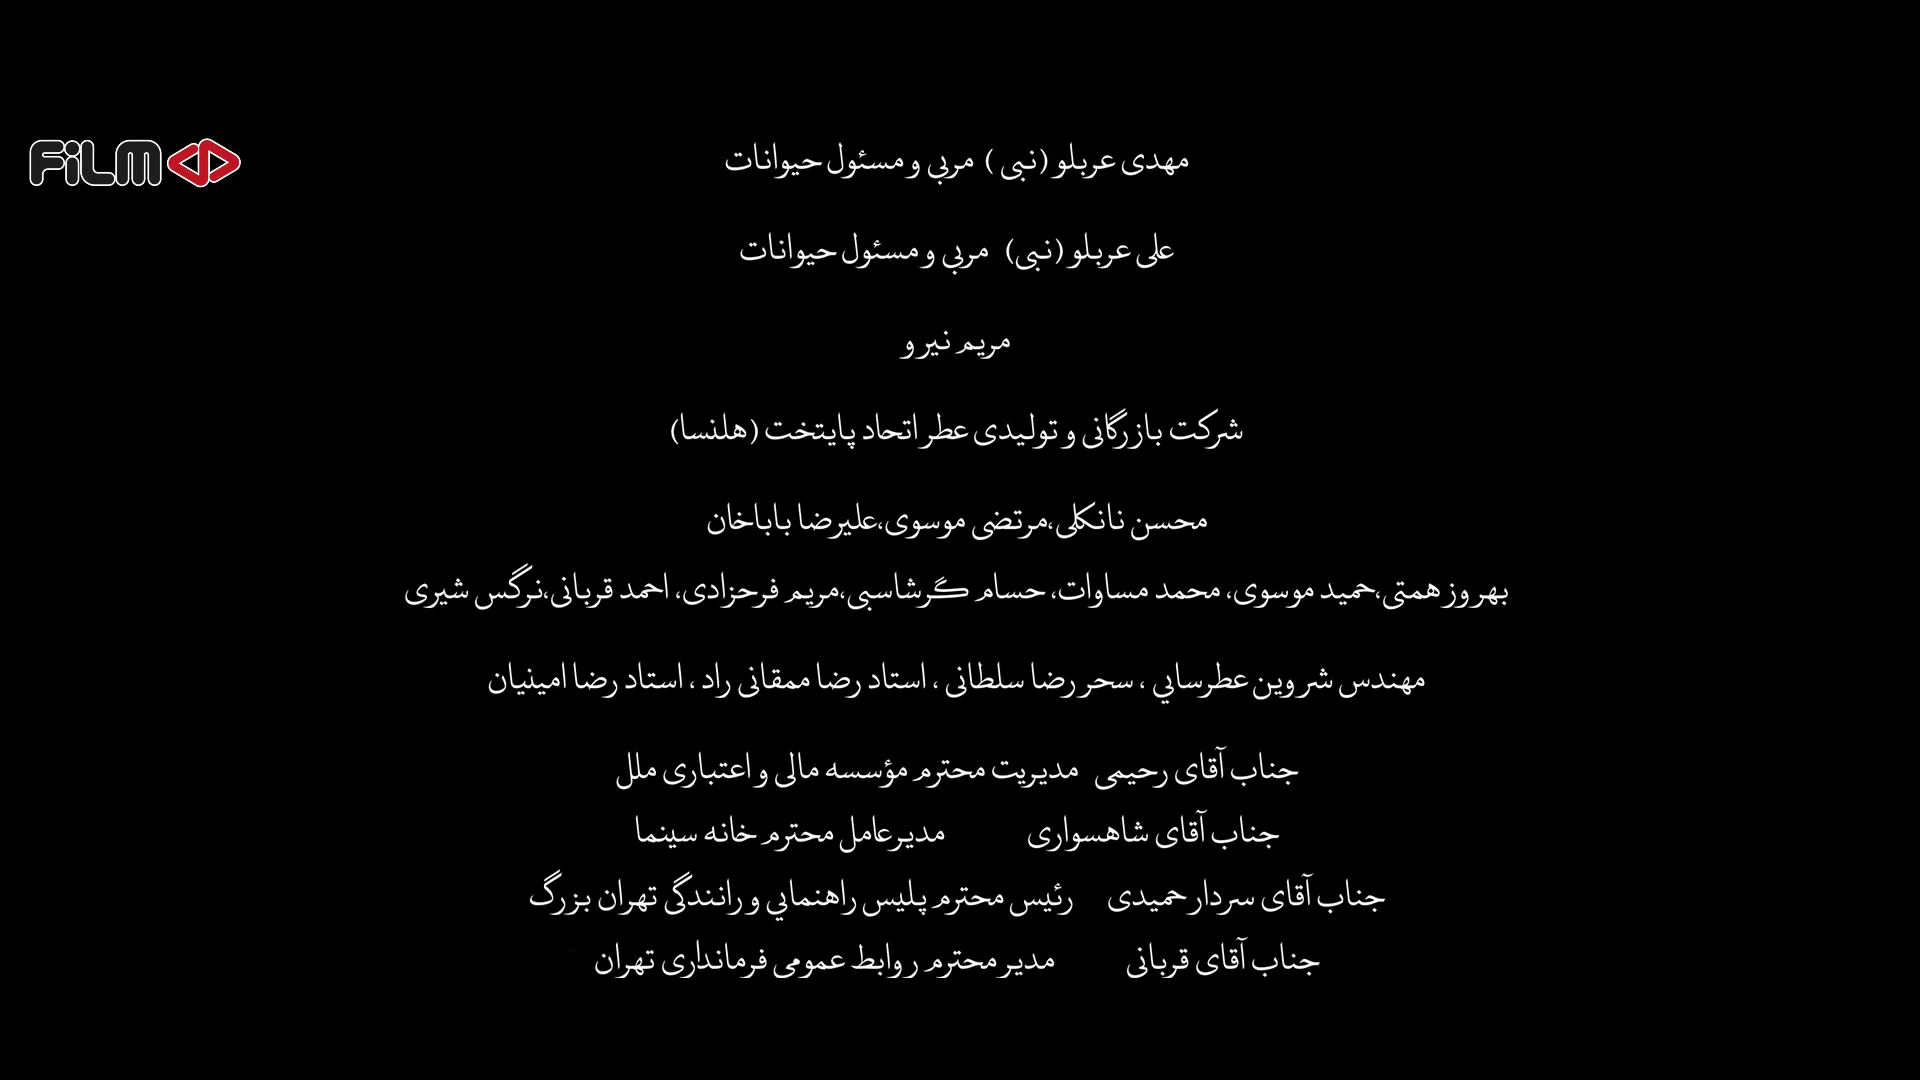 FiLM
مهدی عربلو (نبی ) مربی و مسئول حیوانات
علی عربلو (نبی) مربی و مسئول حیوانات
مریم نیرو
شرکت بازرگانی و تولیدی عطر اتحاد پایتخت (هلنسا)
محسن نانکلی،مرتضی موسوی،علیرضا باباخان
بهروز همتی،حمید موسوی، محمد مساوات، حسام گرشاسبی،مریم فرحزادی، احمد قربانی،نرگس شیری
مهندس شروین عطرسایی ، سحر رضا سلطانی ، استاد رضا ممقانی راد ، استاد رضا امینیان
جناب آقای رحیمی مدیریت محترم مؤسسه مالی و اعتباری ملل
جناب آقای شاهسواری مدیرعامل محترم خانه سینما
جناب آقای سردار حمیدی رئیس محترم پلیس راهنمایی و رانندگی تهران بزرگ
جناب آقای قربانی مدیر محترم روابط عمومی فرمانداری تهران